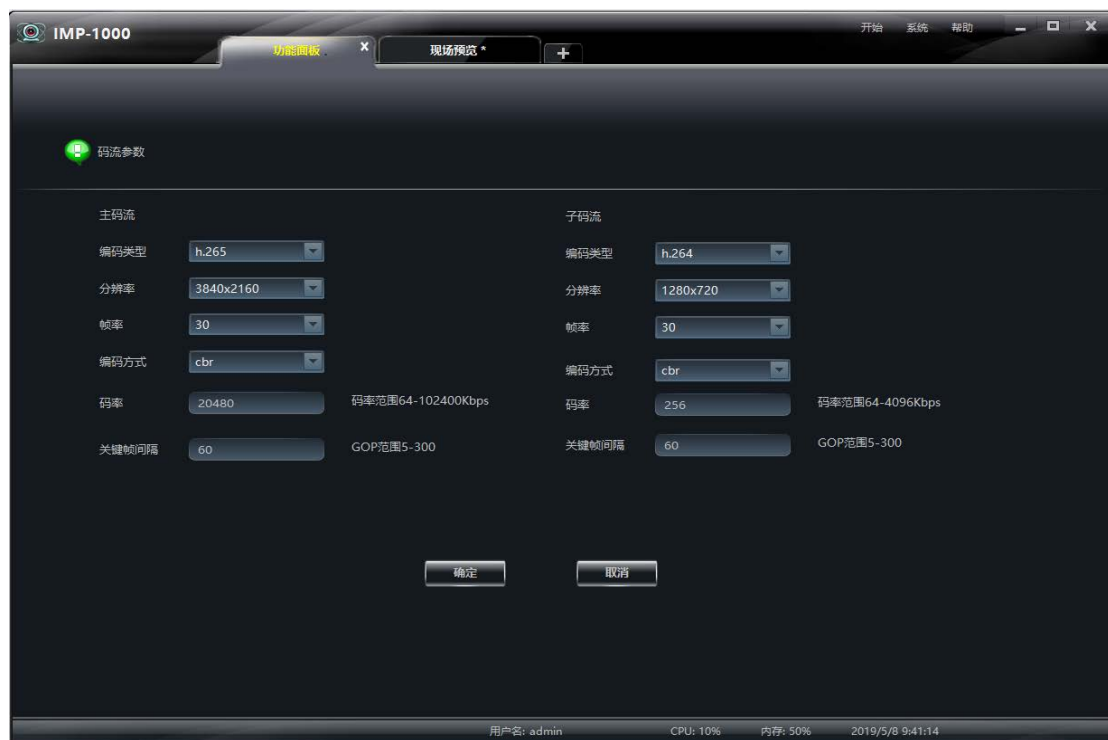 IMP-1000
开始 系统 帮助
功能面板 现场预览 *
码流参数
主码流
编码类型 h.265
分辨率 3840x2160
帧率 30
编码方式 cbr
码率 20480 码率范围64-102400Kbps
关键帧间隔 60 GOP范围5-300
子码流
编码类型 h.264
分辨率 1280x720
帧率 30
编码方式 cbr
码率 256 码率范围64-4096Kbps
关键帧间隔 60 GOP范围5-300
确定 取消
用户名: admin CPU: 10% 内存: 50% 2019/5/8 9:41:14